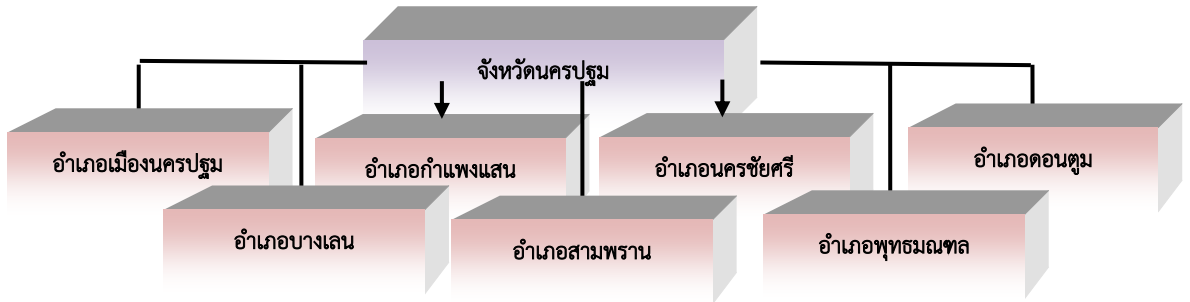 จังหวัดนครปฐม
อำเภอเมืองนครปฐม
อำเภอกำแพงแสน
อำเภอนครชัยศรี
อำเภอดอนตูม
อำเภอบางเลน
อำเภอสามพราน
อำเภอพุทธมณฑล